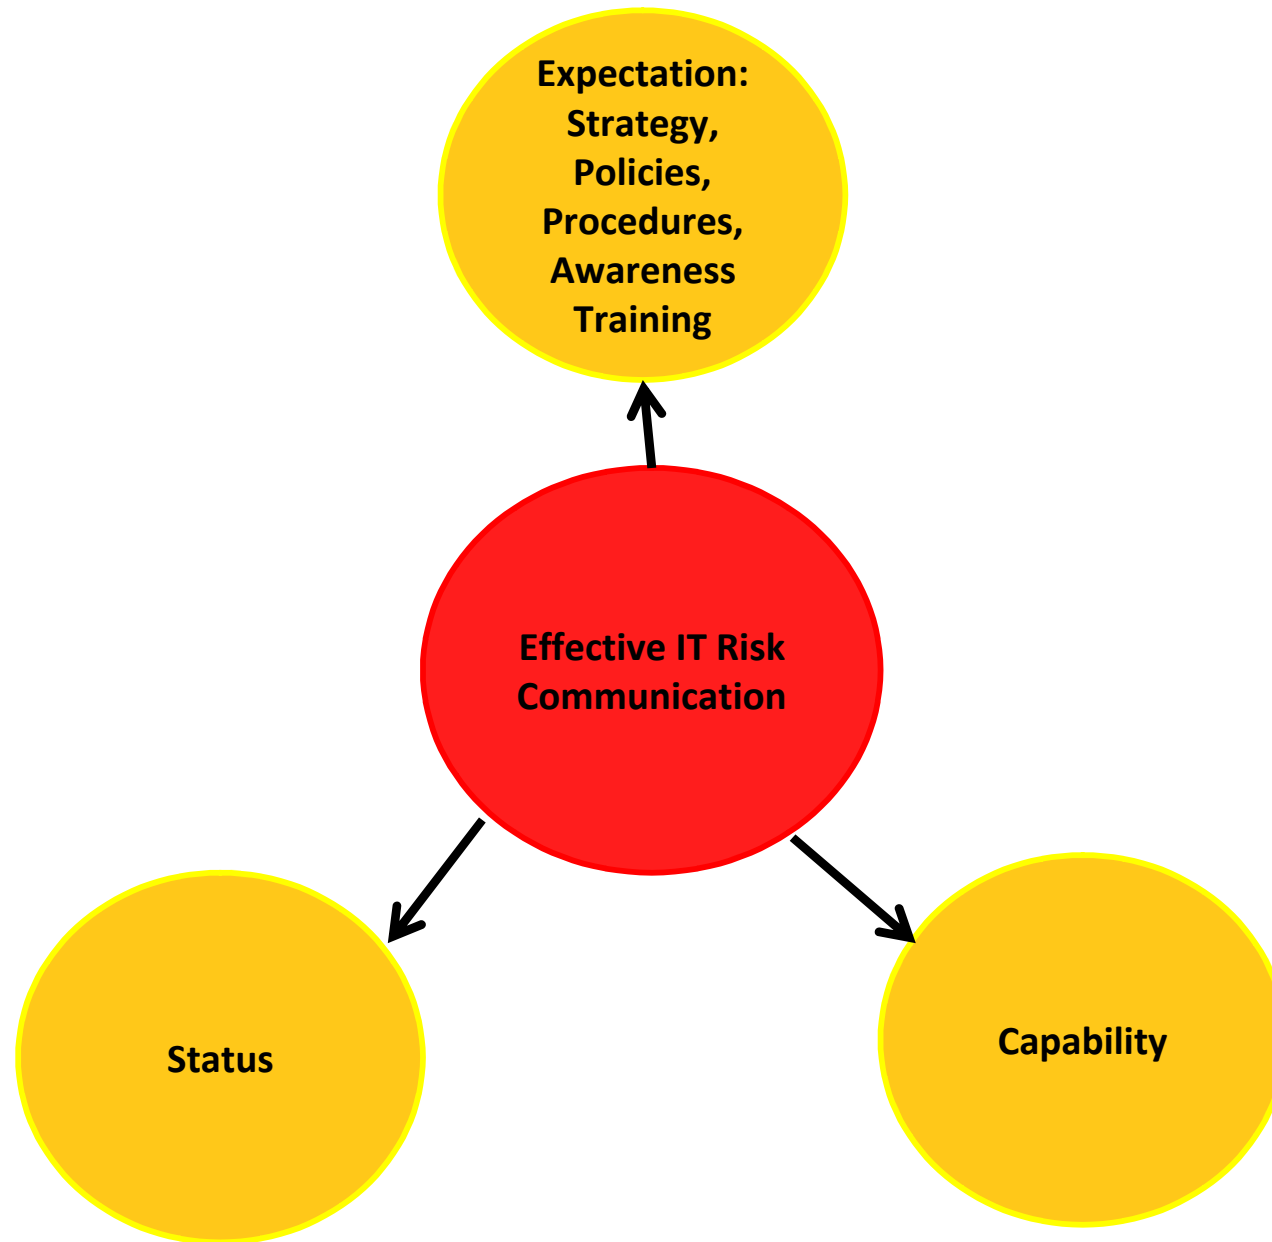 Expectation:
Strategy,
Policies,
Procedures,
Awareness
Training
Effective IT Risk
Communication
Status
Capability